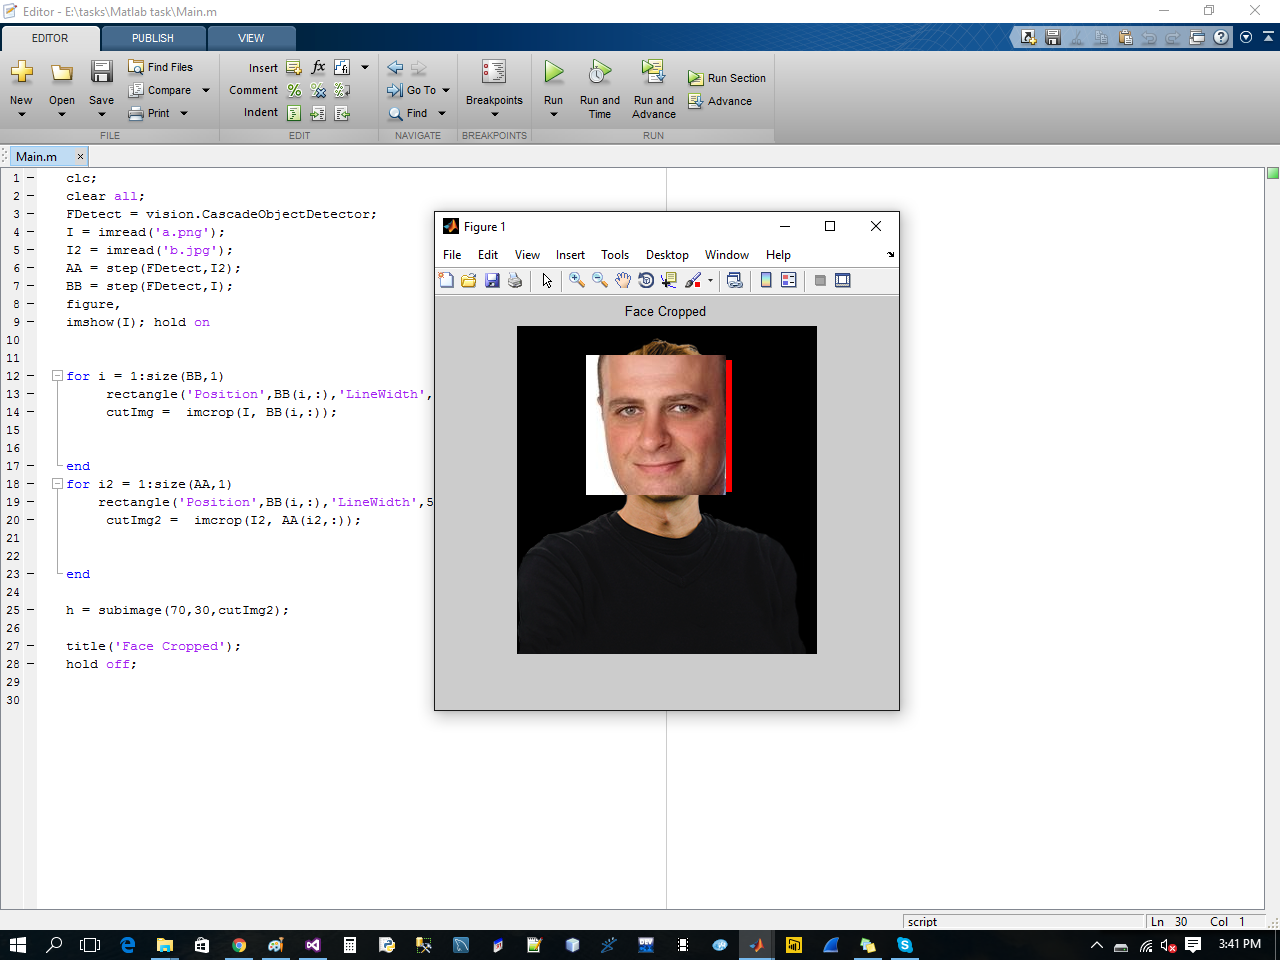 Editor - E:\tasks\Matlab task\Main.m
EDITOR
PUBLISH
VIEW
New
Open
Save
Find Files
Compare
Print
FILE
Insert
fx
Comment
Indent
EDIT
Go To
Find
NAVIGATE
Breakpoints
BREAKPOINTS
Run
Run and Time
Run and Advance
Run Section
Advance
RUN
Main.m
1 clc;
2 clear all;
3 FDetect = vision.CascadeObjectDetector;
4 I = imread('a.png');
5 I2 = imread('b.jpg');
6 AA = step(FDetect,I2);
7 BB = step(FDetect,I);
8 figure,
9 imshow(I); hold on
10
11
12 for i = 1:size(BB,1)
13 rectangle('Position',BB(i,:),'LineWidth',
14 cutImg =  imcrop(I, BB(i,:));
15
16
17 end
18 for i2 = 1:size(AA,1)
19 rectangle('Position',BB(i,:),'LineWidth',5
20 cutImg2 =  imcrop(I2, AA(i2,:));
21
22
23 end
24
25 h = subimage(70,30,cutImg2);
26
27 title('Face Cropped');
28 hold off;
29
30
Figure 1
File Edit View Insert Tools Desktop Window Help
Face Cropped
script
Ln 30 Col 1
3:41 PM